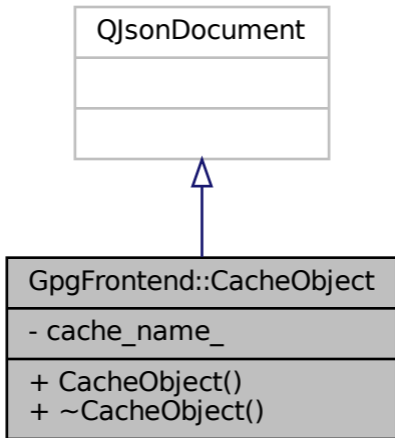 QJsonDocument
GpgFrontend::CacheObject
- cache_name_
+ CacheObject()
+ ~CacheObject()